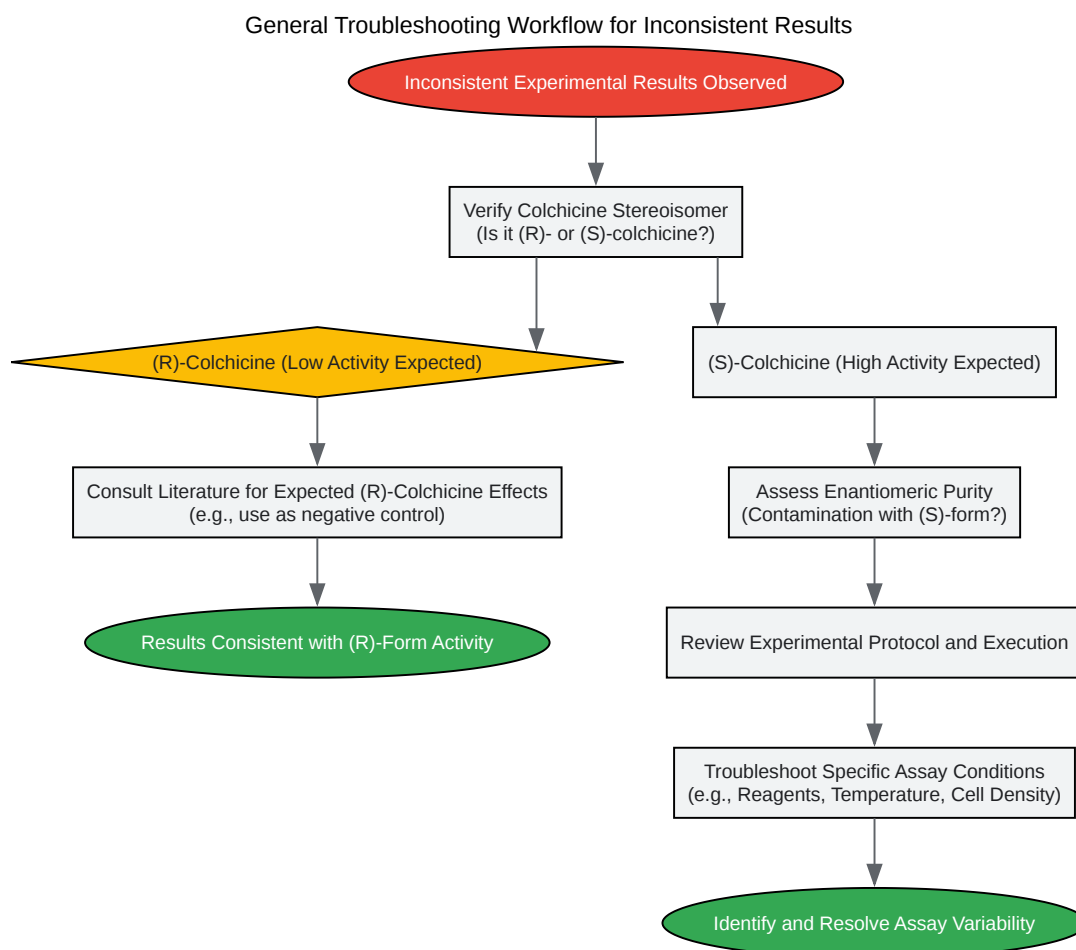 General Troubleshooting Workflow for Inconsistent Results
Inconsistent Experimental Results Observed
Verify Colchicine Stereoisomer
(Is it (R)- or (S)-colchicine?)
(R)-Colchicine (Low Activity Expected)
(S)-Colchicine (High Activity Expected)
Consult Literature for Expected (R)-Colchicine Effects
(e.g., use as negative control)
Assess Enantiomeric Purity
(Contamination with (S)-form?)
Results Consistent with (R)-Form Activity
Review Experimental Protocol and Execution
Troubleshoot Specific Assay Conditions
(e.g., Reagents, Temperature, Cell Density)
Identify and Resolve Assay Variability